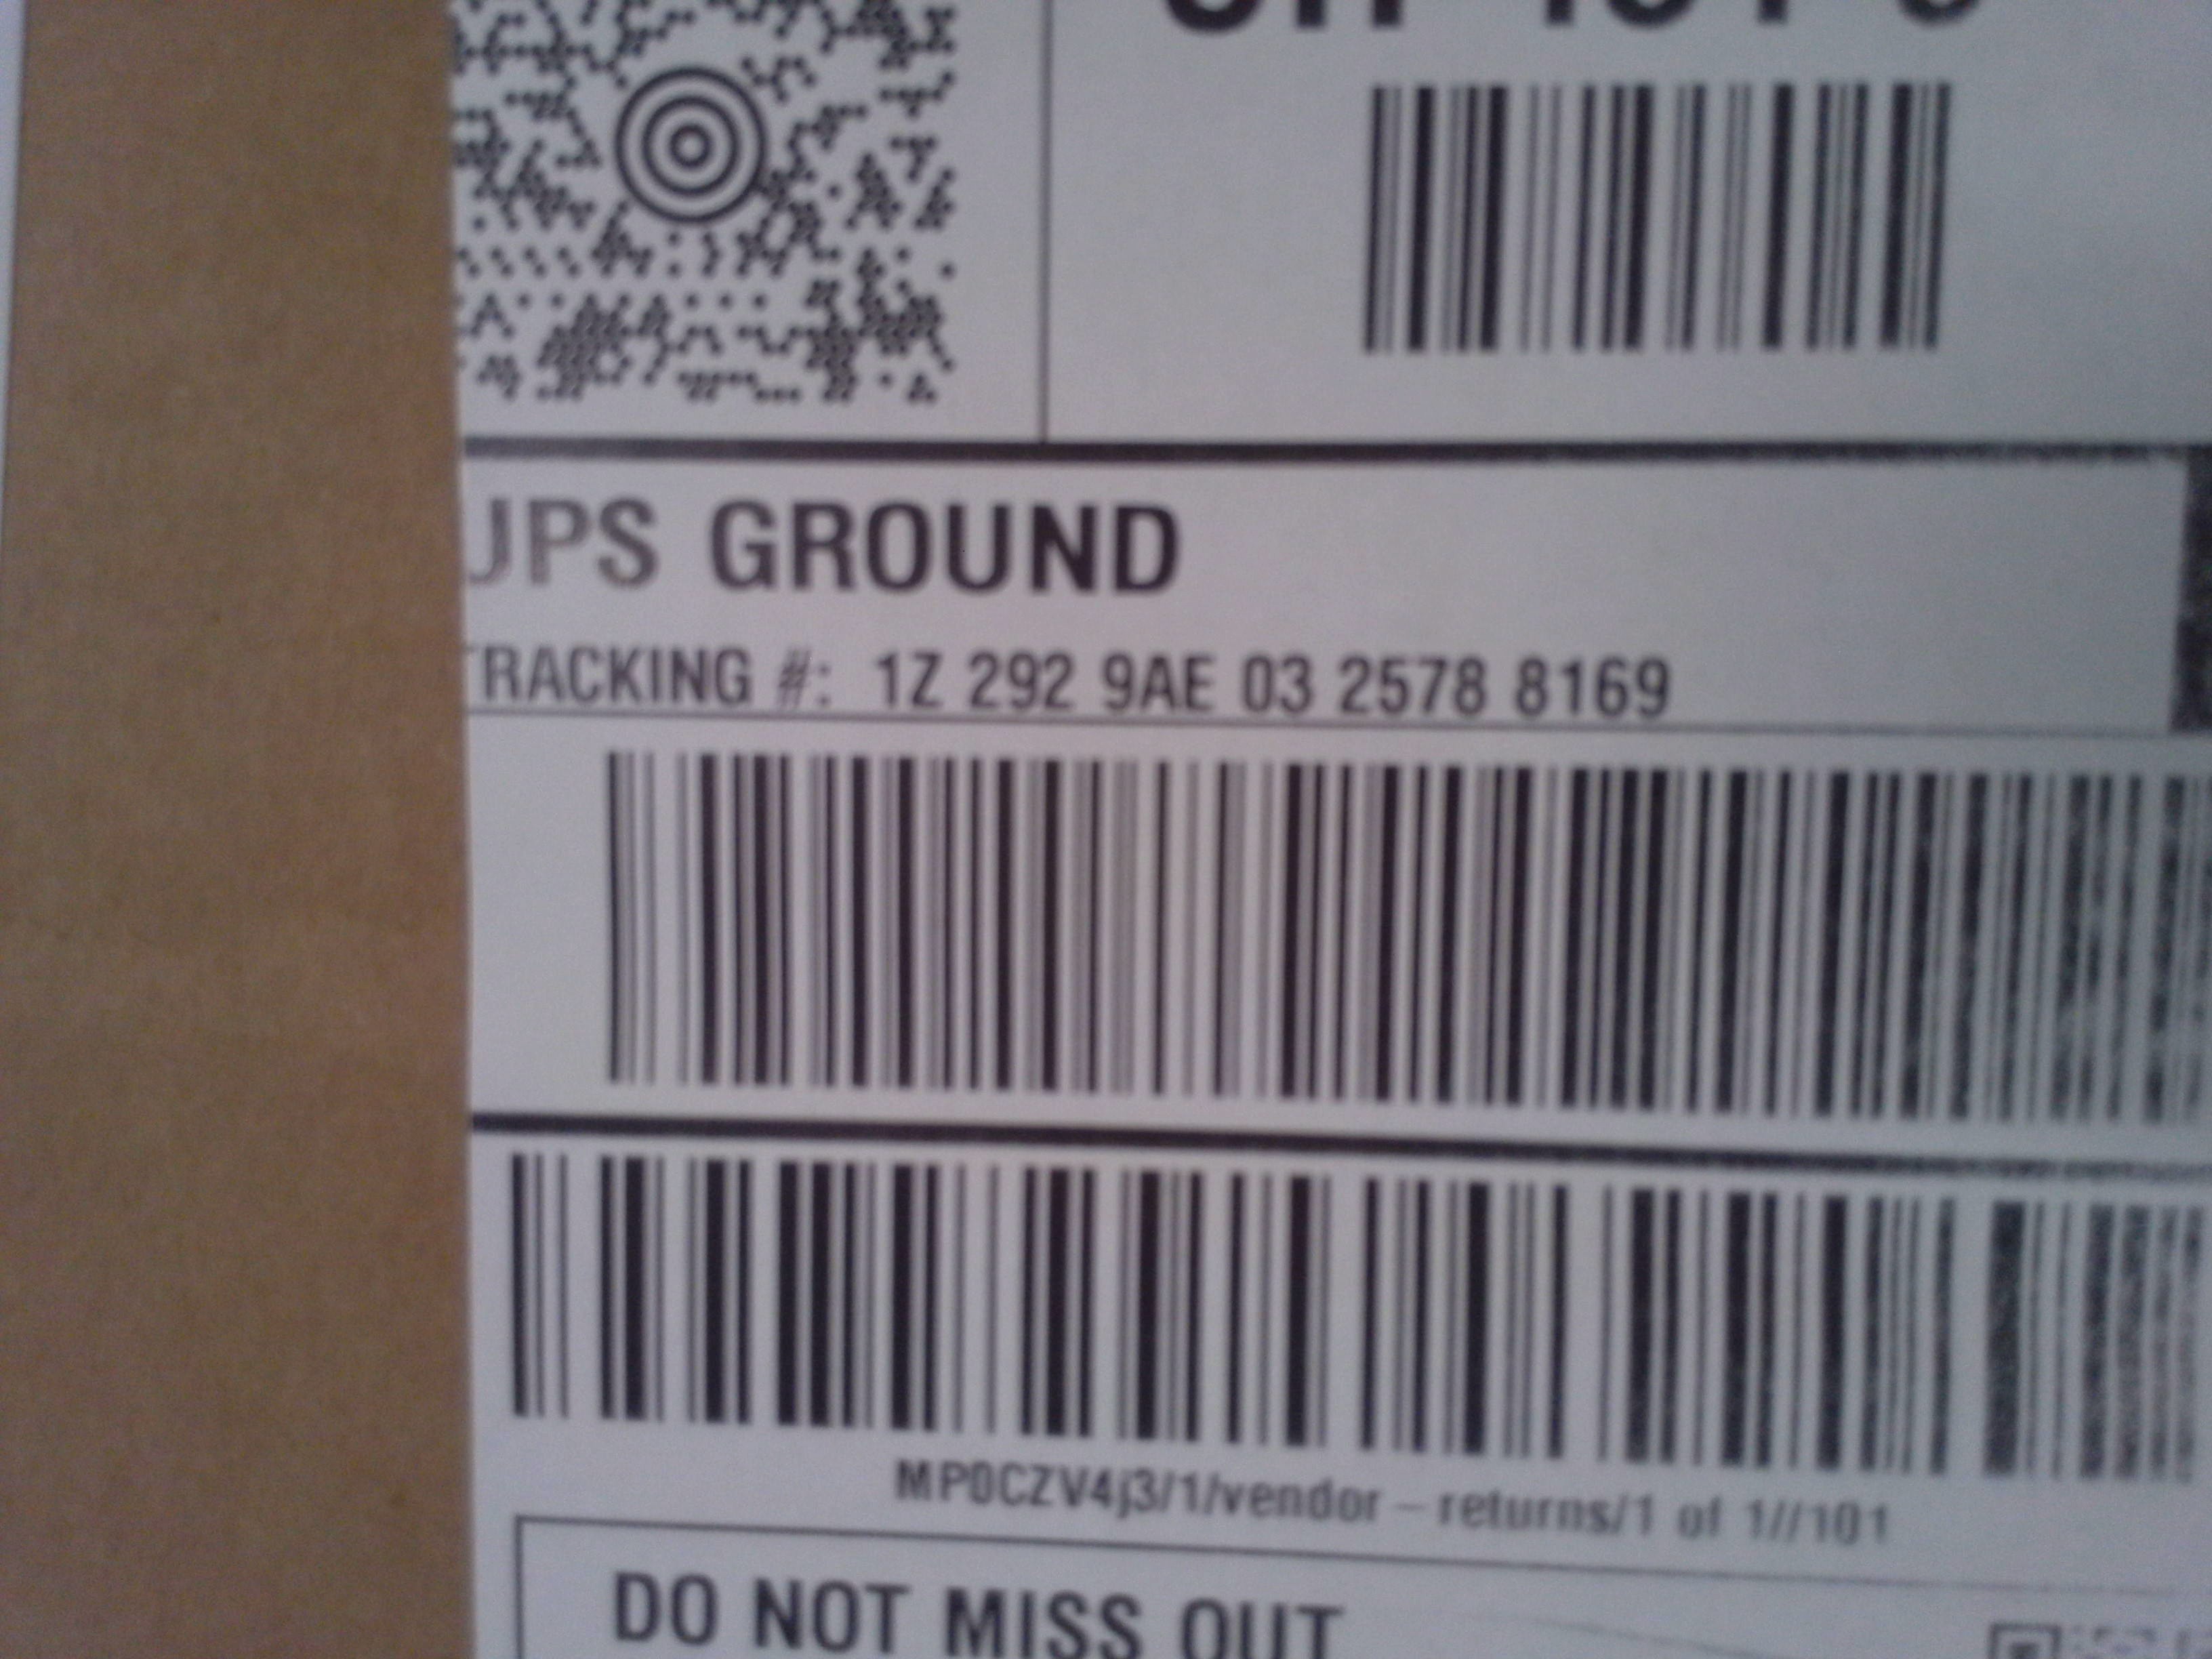 UPS GROUND
TRACKING #: 1Z 292 9AE 03 2578 8169
MP0CZV4j3/1/vendor – returns/1 of 1//101
DO NOT MISS OUT